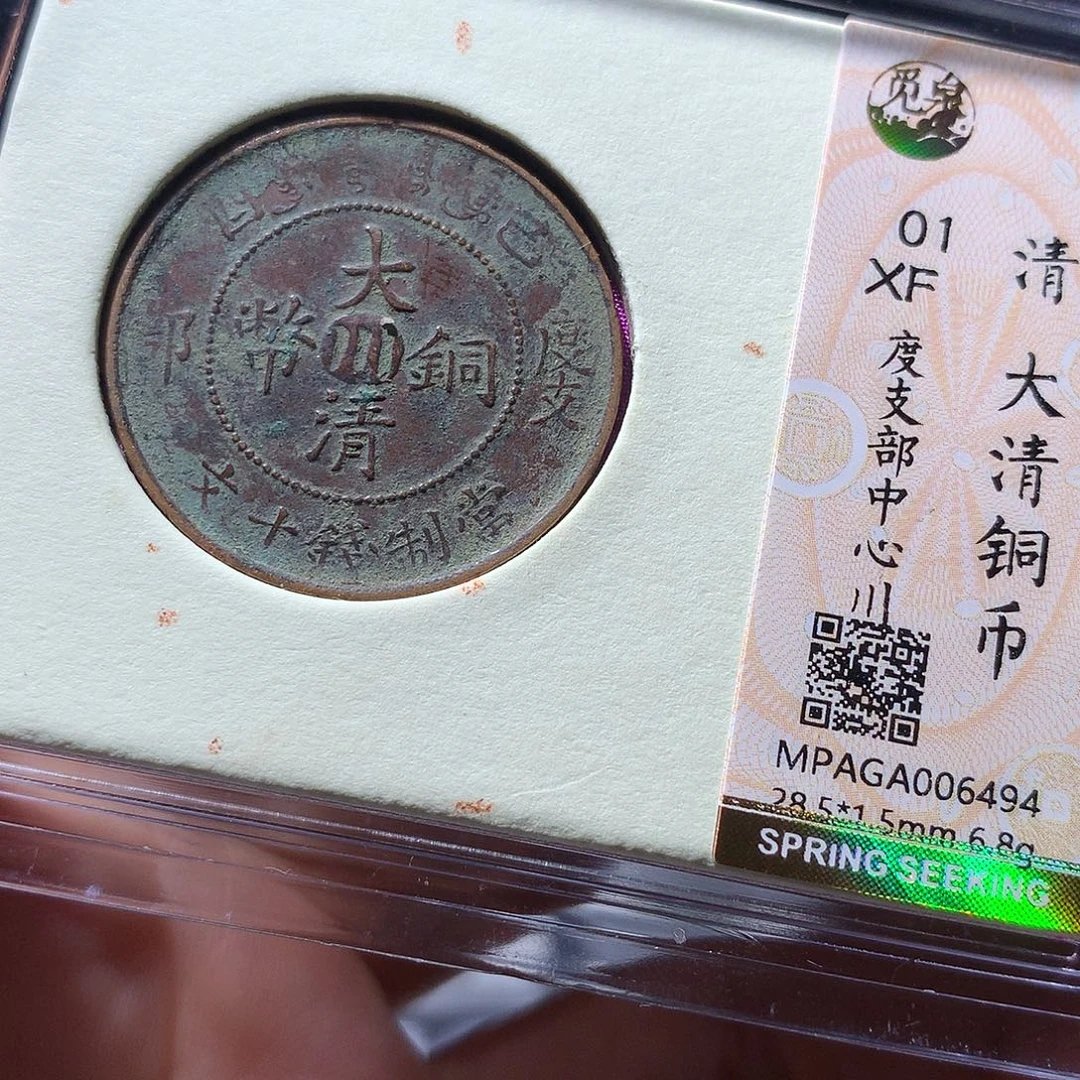 己酉
大清銅幣
川
度支部
當制錢十文
觅泉
清 大清铜币
01
XF
度支部中心川
MPAGA006494
28.5*1.5mm 6.8g
SPRING SEEKING